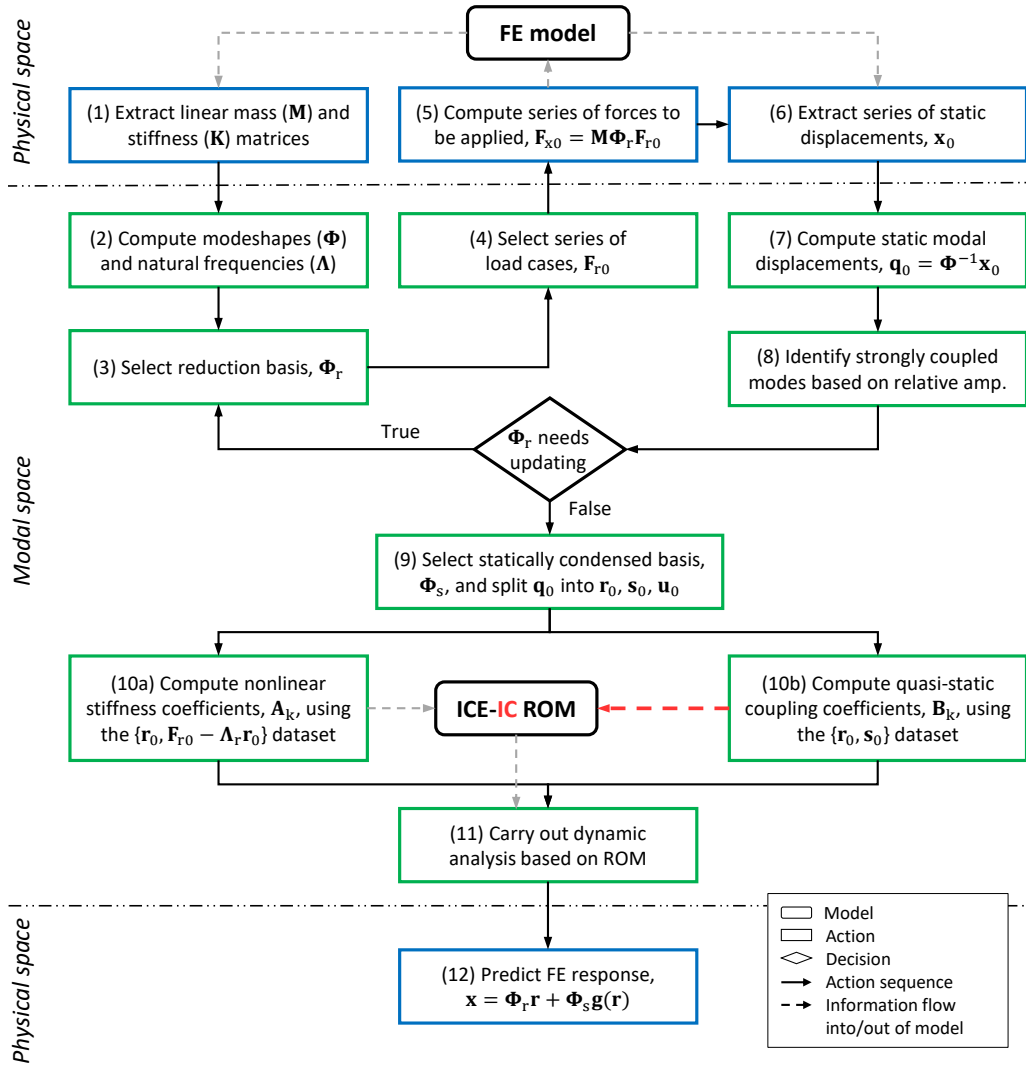 Physical space
FE model
(1) Extract linear mass (𝐌) and
stiffness (𝐊) matrices
(5) Compute series of forces to
be applied, 𝐅ₓ₀ = 𝐌𝚽ᵣ𝐅ᵣ₀
(6) Extract series of static
displacements, 𝐱₀
Modal space
(2) Compute modeshapes (𝚽)
and natural frequencies (𝚲)
(4) Select series of
load cases, 𝐅ᵣ₀
(7) Compute static modal
displacements, 𝐪₀ = 𝚽⁻¹𝐱₀
(3) Select reduction basis, 𝚽ᵣ
(8) Identify strongly coupled
modes based on relative amp.
True
𝚽ᵣ needs
updating
False
(9) Select statically condensed basis,
𝚽ₛ, and split 𝐪₀ into 𝐫₀, 𝐬₀, 𝐮₀
(10a) Compute nonlinear
stiffness coefficients, 𝐀ₖ, using
the {𝐫₀, 𝐅ᵣ₀ − 𝚲ᵣ𝐫₀} dataset
ICE-IC ROM
(10b) Compute quasi-static
coupling coefficients, 𝐁ₖ, using
the {𝐫₀, 𝐬₀} dataset
(11) Carry out dynamic
analysis based on ROM
Physical space
(12) Predict FE response,
𝐱 = 𝚽ᵣ𝐫 + 𝚽ₛ𝐠(𝐫)
Model
Action
Decision
Action sequence
Information flow
into/out of model